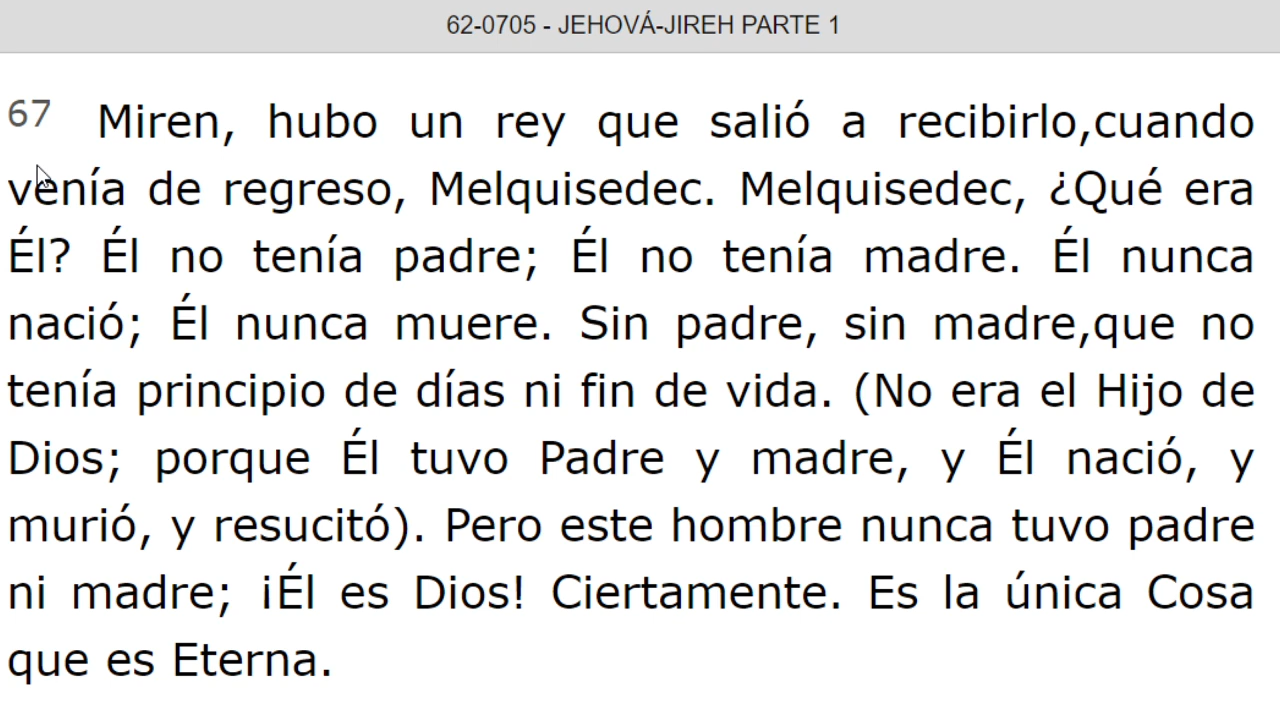 62-0705 - JEHOVÁ-JIREH PARTE 1
67 Miren, hubo un rey que salió a recibirlo,cuando
venía de regreso, Melquisedec. Melquisedec, ¿Qué era
Él? Él no tenía padre; Él no tenía madre. Él nunca
nació; Él nunca muere. Sin padre, sin madre,que no
tenía principio de días ni fin de vida. (No era el Hijo de
Dios; porque Él tuvo Padre y madre, y Él nació, y
murió, y resucitó). Pero este hombre nunca tuvo padre
ni madre; ¡Él es Dios! Ciertamente. Es la única Cosa
que es Eterna.